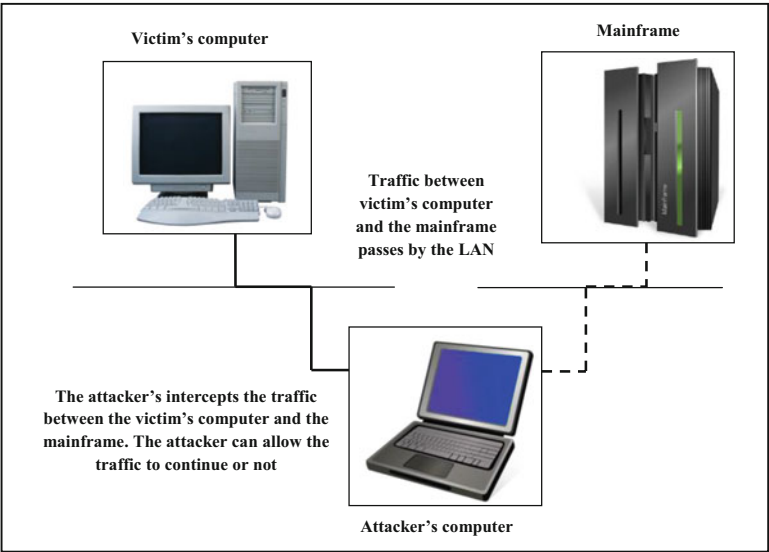 Victim’s computer
Mainframe
MainFrame
Traffic between
victim’s computer
and the mainframe
passes by the LAN
The attacker’s intercepts the traffic
between the victim’s computer and the
mainframe. The attacker can allow the
traffic to continue or not
Attacker’s computer